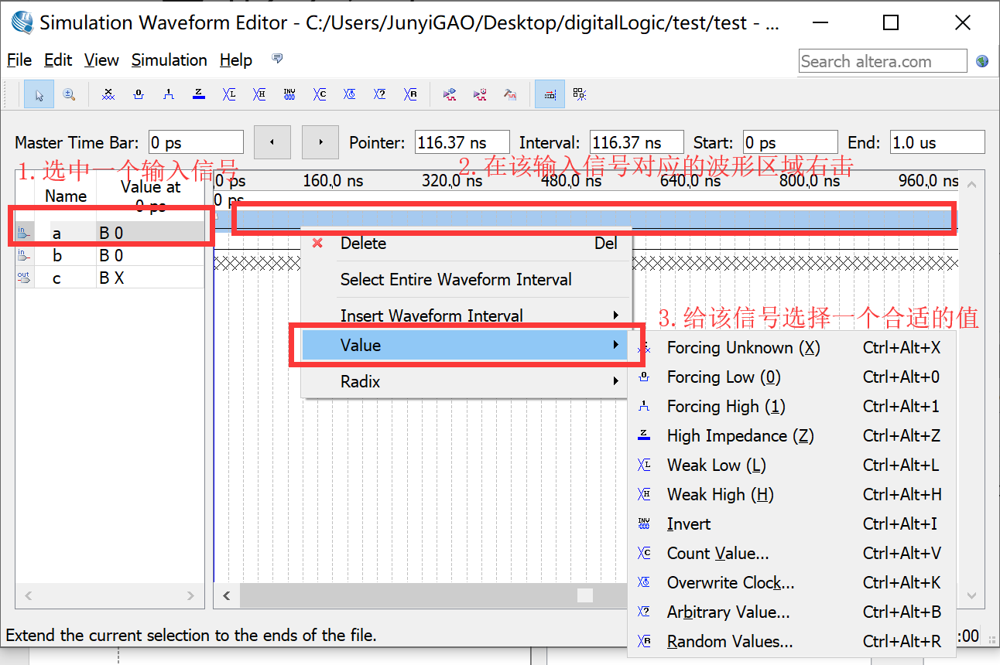 Simulation Waveform Editor - C:/Users/JunyiGAO/Desktop/digitalLogic/test/test - ...
File Edit View Simulation Help
Search altera.com
Master Time Bar: 0 ps Pointer: 116.37 ns Interval: 116.37 ns Start: 0 ps End: 1.0 us
1. 选中一个输入信号
2. 在该输入信号对应的波形区域右击
Name
Value at
0 ps
0 ps 160,0 ns 320,0 ns 480,0 ns 640,0 ns 800,0 ns 960,0 ns
0 ps
in a B 0
in b B 0
out c B X
Delete Del
Select Entire Waveform Interval
Insert Waveform Interval
Value
Radix
3. 给该信号选择一个合适的值
Forcing Unknown (X) Ctrl+Alt+X
Forcing Low (0) Ctrl+Alt+0
Forcing High (1) Ctrl+Alt+1
High Impedance (Z) Ctrl+Alt+Z
Weak Low (L) Ctrl+Alt+L
Weak High (H) Ctrl+Alt+H
Invert Ctrl+Alt+I
Count Value... Ctrl+Alt+V
Overwrite Clock... Ctrl+Alt+K
Arbitrary Value... Ctrl+Alt+B
Random Values... Ctrl+Alt+R
Extend the current selection to the ends of the file.
:00